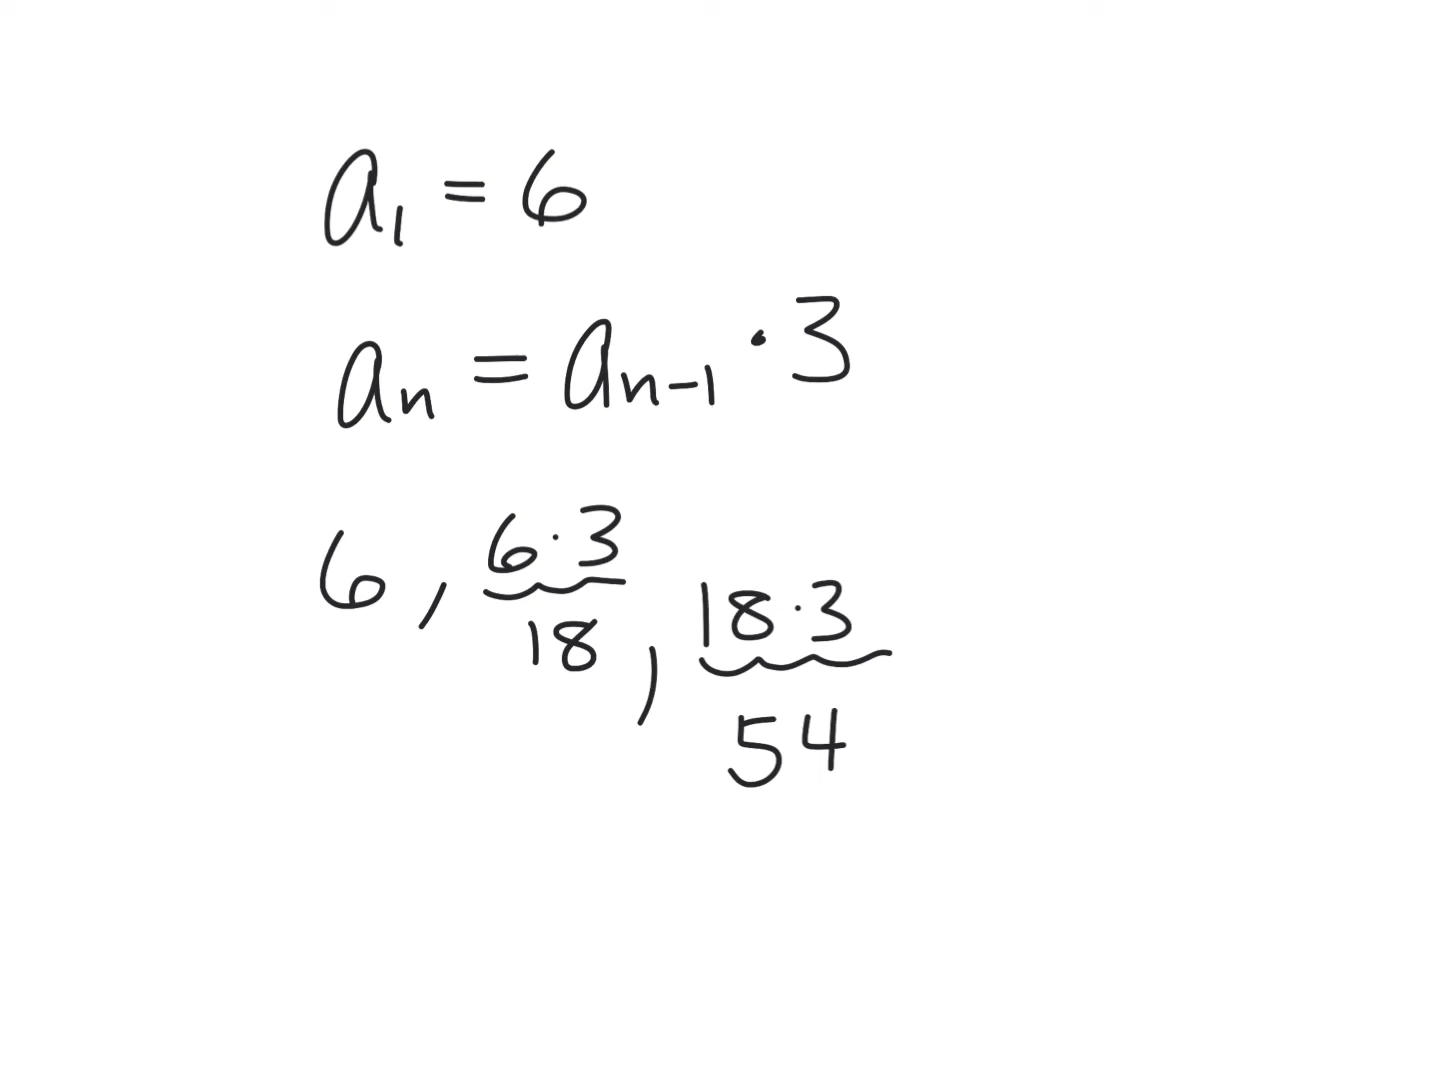 a₁ = 6
aₙ = aₙ₋₁ · 3
6 , 6·3 , 18·3
18 54